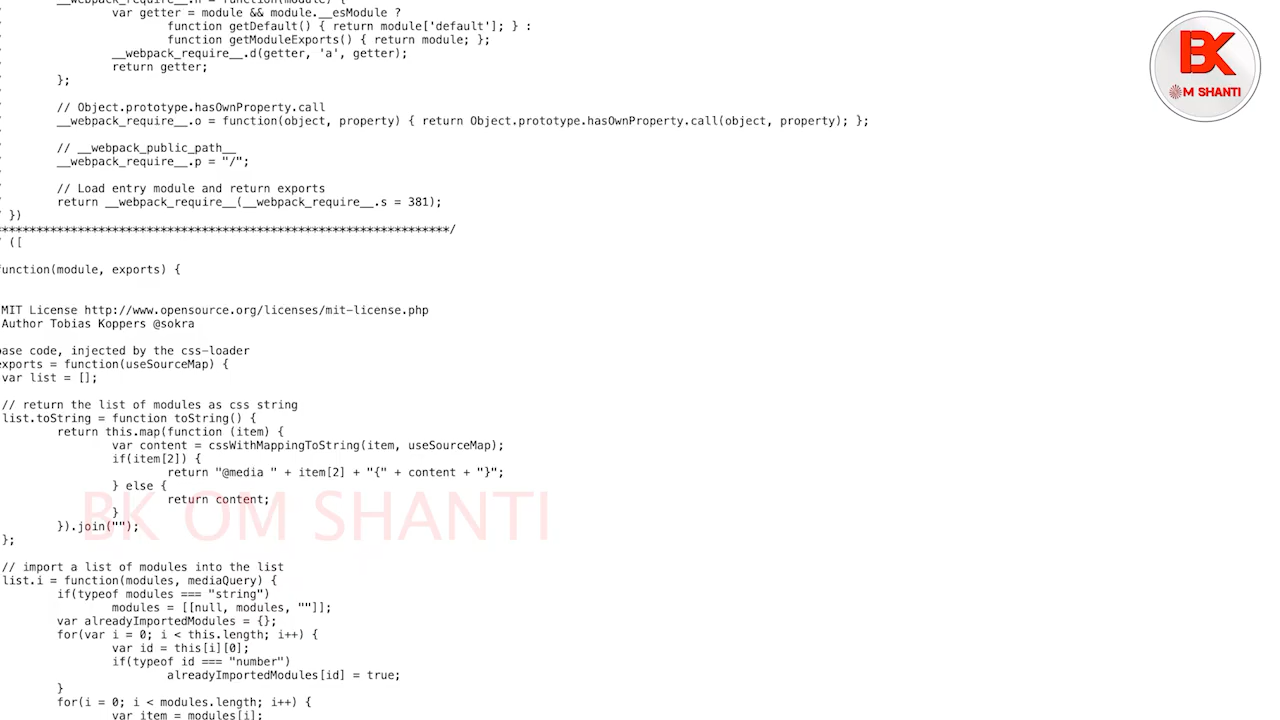 __webpack_require__.n = function(module) {
var getter = module && module.__esModule ?
function getDefault() { return module['default']; } :
function getModuleExports() { return module; };
__webpack_require__.d(getter, 'a', getter);
return getter;
};
// Object.prototype.hasOwnProperty.call
__webpack_require__.o = function(object, property) { return Object.prototype.hasOwnProperty.call(object, property); };
// __webpack_public_path__
__webpack_require__.p = "/";
// Load entry module and return exports
return __webpack_require__(__webpack_require__.s = 381);
/ })
******************************************************************/
/ ([
function(module, exports) {
MIT License http://www.opensource.org/licenses/mit-license.php
Author Tobias Koppers @sokra
base code, injected by the css-loader
exports = function(useSourceMap) {
var list = [];
// return the list of modules as css string
list.toString = function toString() {
return this.map(function (item) {
var content = cssWithMappingToString(item, useSourceMap);
if(item[2]) {
return "@media " + item[2] + "{" + content + "}";
} else {
return content;
}
}).join("");
};
// import a list of modules into the list
list.i = function(modules, mediaQuery) {
if(typeof modules === "string")
modules = [[null, modules, ""]];
var alreadyImportedModules = {};
for(var i = 0; i < this.length; i++) {
var id = this[i][0];
if(typeof id === "number")
alreadyImportedModules[id] = true;
}
for(i = 0; i < modules.length; i++) {
var item = modules[i];
BK
OM SHANTI
BK OM SHANTI